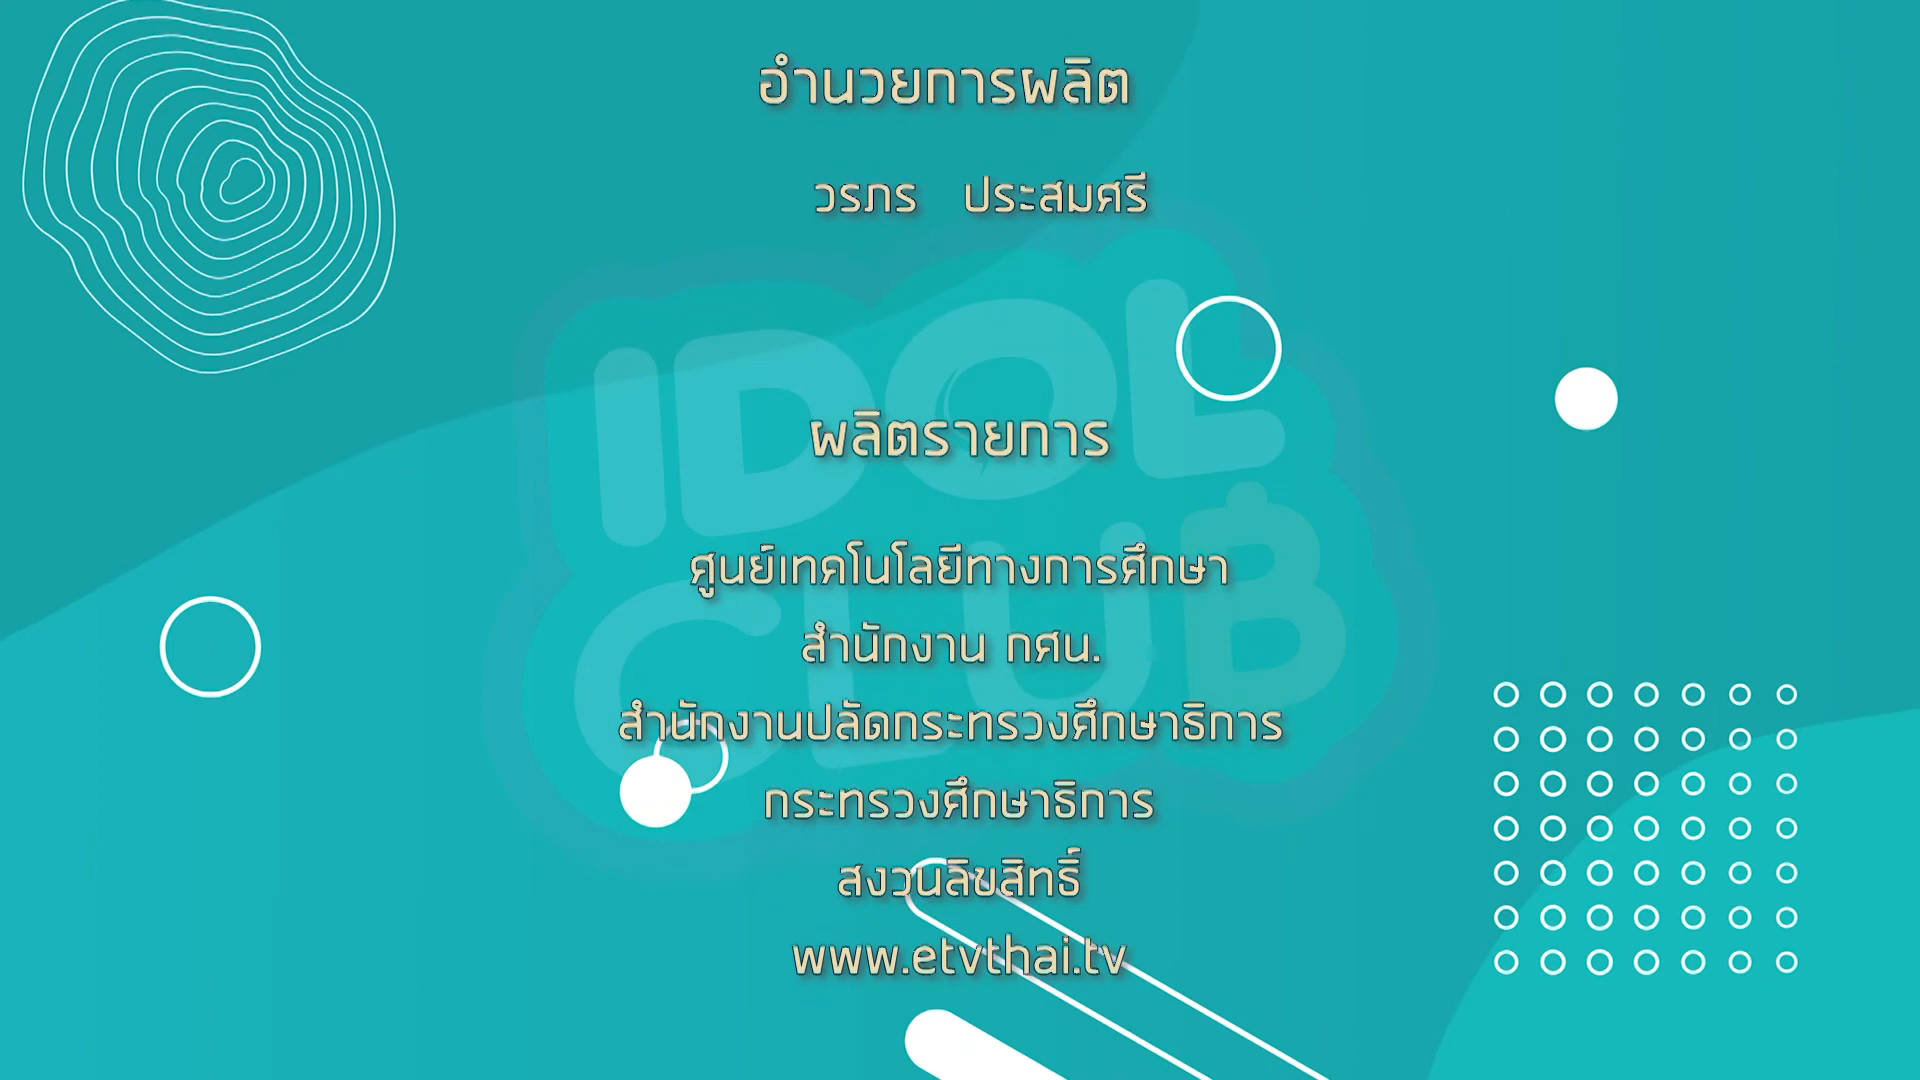 อำนวยการผลิต
วรภร ประสมศรี
IDOL
ผลิตรายการ
CLUB
ศูนย์เทคโนโลยีทางการศึกษา
สำนักงาน กศน.
สำนักงานปลัดกระทรวงศึกษาธิการ
กระทรวงศึกษาธิการ
สงวนลิขสิทธิ์
www.etvthai.tv